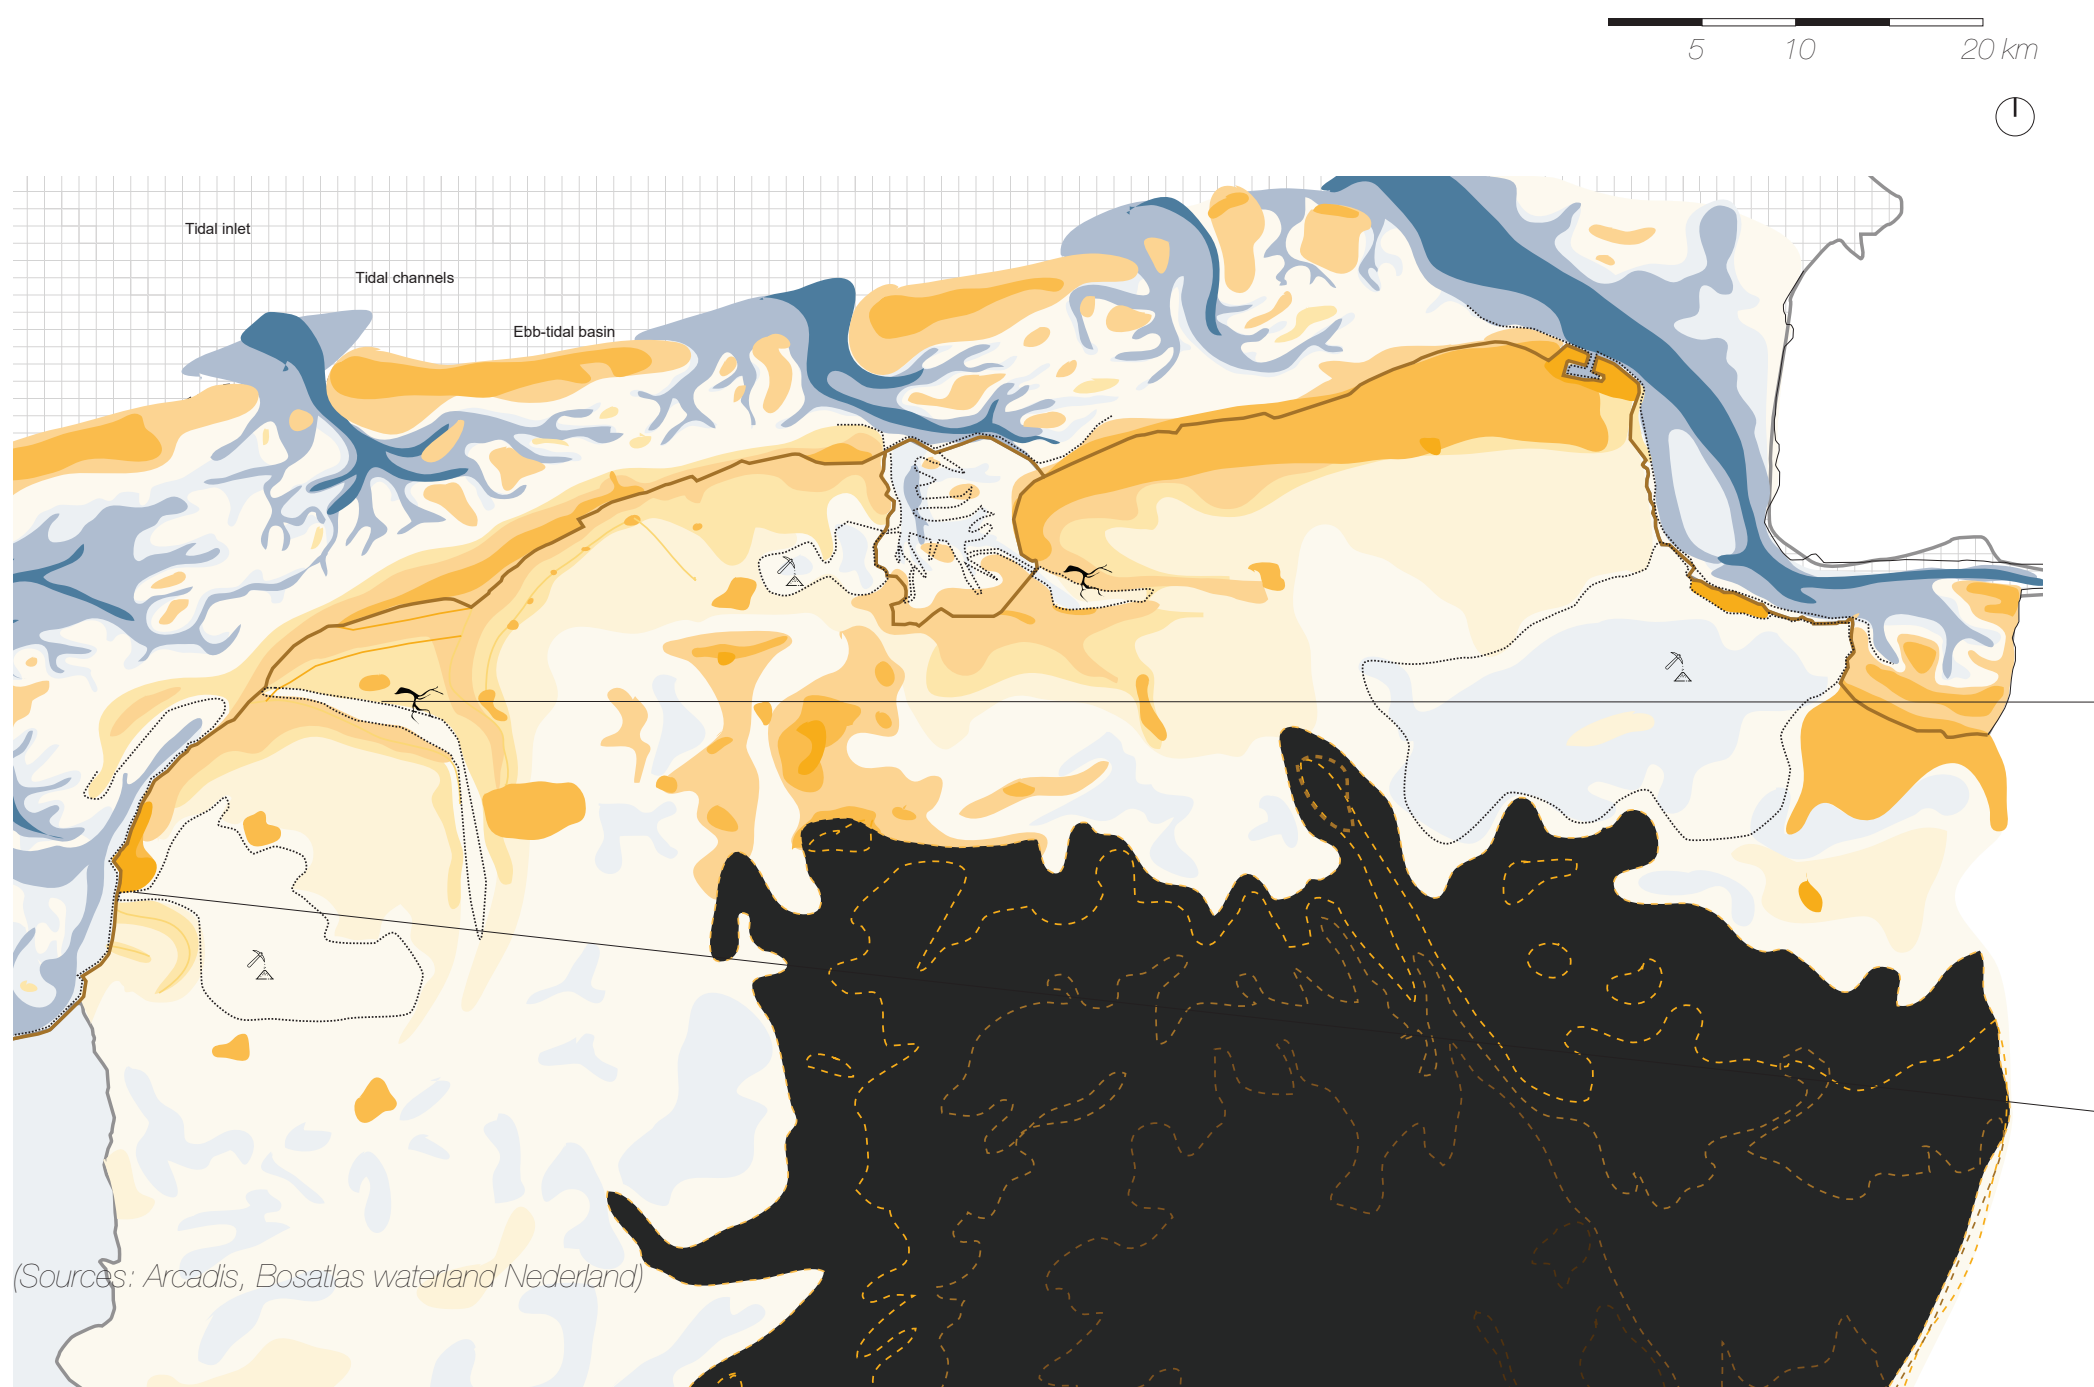 5 10 20 km
Tidal inlet
Tidal channels
Ebb-tidal basin
(Sources: Arcadis, Bosatlas waterland Nederland)